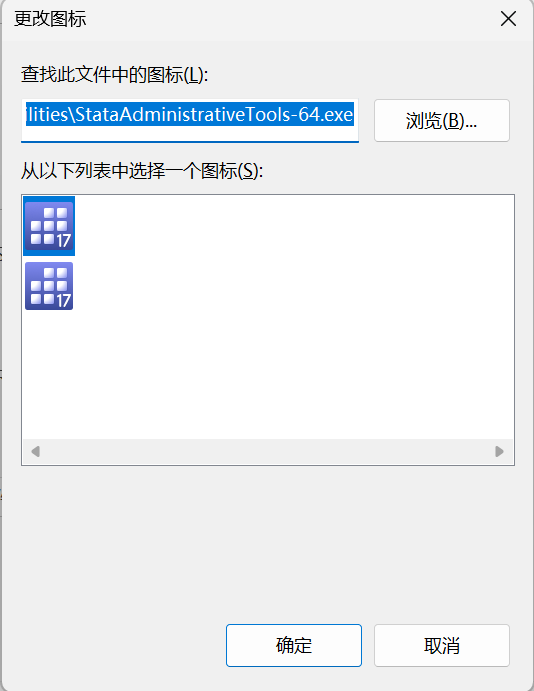 更改图标
查找此文件中的图标(L):
ilities\StataAdministrativeTools-64.exe
浏览(B)...
从以下列表中选择一个图标(S):
17
17
确定
取消